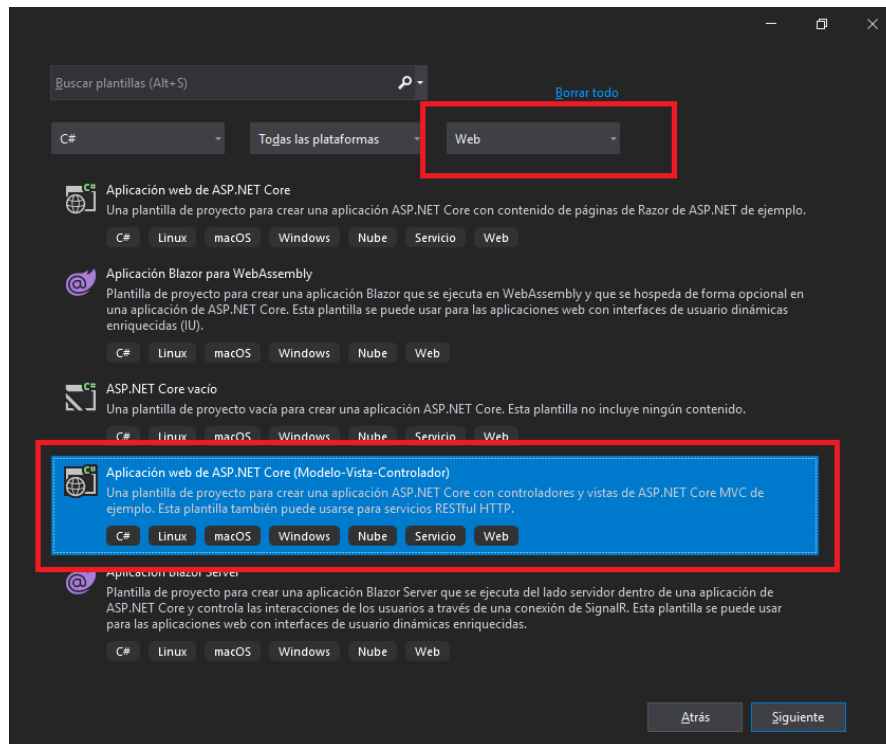 Buscar plantillas (Alt+S)
Borrar todo
C# Todas las plataformas Web
C#
Aplicación web de ASP.NET Core
Una plantilla de proyecto para crear una aplicación ASP.NET Core con contenido de páginas de Razor de ASP.NET de ejemplo.
C# Linux macOS Windows Nube Servicio Web
Aplicación Blazor para WebAssembly
Plantilla de proyecto para crear una aplicación Blazor que se ejecuta en WebAssembly y que se hospeda de forma opcional en
una aplicación de ASP.NET Core. Esta plantilla se puede usar para las aplicaciones web con interfaces de usuario dinámicas
enriquecidas (IU).
C# Linux macOS Windows Nube Web
C#
ASP.NET Core vacío
Una plantilla de proyecto vacía para crear una aplicación ASP.NET Core. Esta plantilla no incluye ningún contenido.
C# Linux macOS Windows Nube Servicio Web
C#
Aplicación web de ASP.NET Core (Modelo-Vista-Controlador)
Una plantilla de proyecto para crear una aplicación ASP.NET Core con controladores y vistas de ASP.NET Core MVC de
ejemplo. Esta plantilla también puede usarse para servicios RESTful HTTP.
C# Linux macOS Windows Nube Servicio Web
Aplicación Blazor Server
Plantilla de proyecto para crear una aplicación Blazor Server que se ejecuta del lado servidor dentro de una aplicación de
ASP.NET Core y controla las interacciones de los usuarios a través de una conexión de SignalR. Esta plantilla se puede usar
para las aplicaciones web con interfaces de usuario dinámicas enriquecidas.
C# Linux macOS Windows Nube Web
Atrás Siguiente